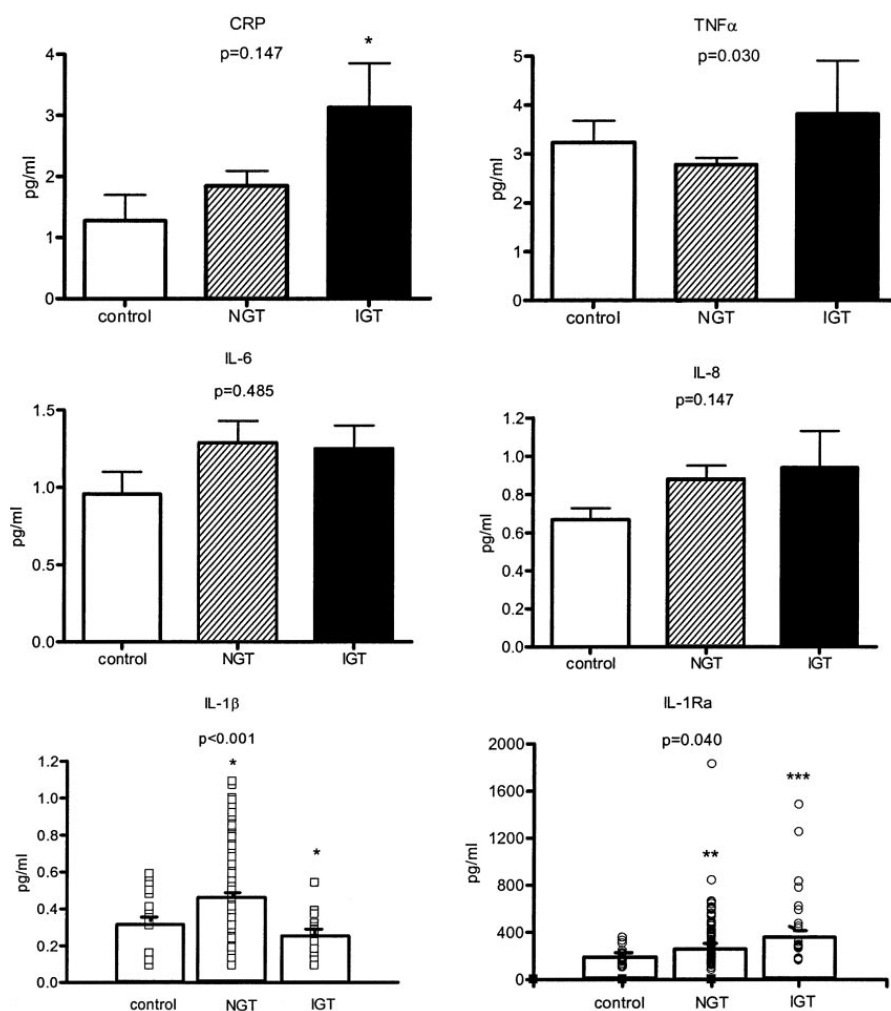 CRP
p=0.147
*
4
3
2
1
0
pg/ml
control NGT IGT
TNFα
p=0.030
5
4
3
2
1
0
pg/ml
control NGT IGT
IL-6
p=0.485
1.5
1.0
0.5
0.0
pg/ml
control NGT IGT
IL-8
p=0.147
1.2
1.0
0.8
0.6
0.4
0.2
0.0
pg/ml
control NGT IGT
IL-1β
p<0.001
*
*
1.2
1.0
0.8
0.6
0.4
0.2
0.0
pg/ml
control NGT IGT
IL-1Ra
p=0.040
***
**
2000
1600
1200
800
400
0
pg/ml
control NGT IGT